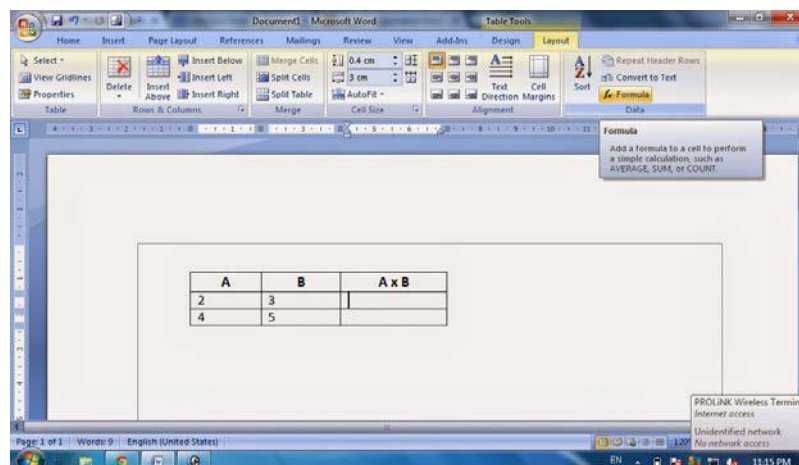 Document1 - Microsoft Word
Table Tools
Home Insert Page Layout References Mailings Review View Add-Ins Design Layout
Select
View Gridlines
Properties
Table
Delete
Insert Above
Insert Below
Insert Left
Insert Right
Rows & Columns
Merge Cells
Split Cells
Split Table
Merge
0.4 cm
3 cm
AutoFit
Cell Size
Text Direction
Cell Margins
Alignment
Sort
Repeat Header Rows
Convert to Text
Formula
Data
Formula
Add a formula to a cell to perform
a simple calculation, such as
AVERAGE, SUM, or COUNT.
A B A x B
2 3
4 5
PROLiNK Wireless Termin
Internet access
Unidentified network
No network access
Page: 1 of 1 Words: 9 English (United States)
EN 11:15 PM